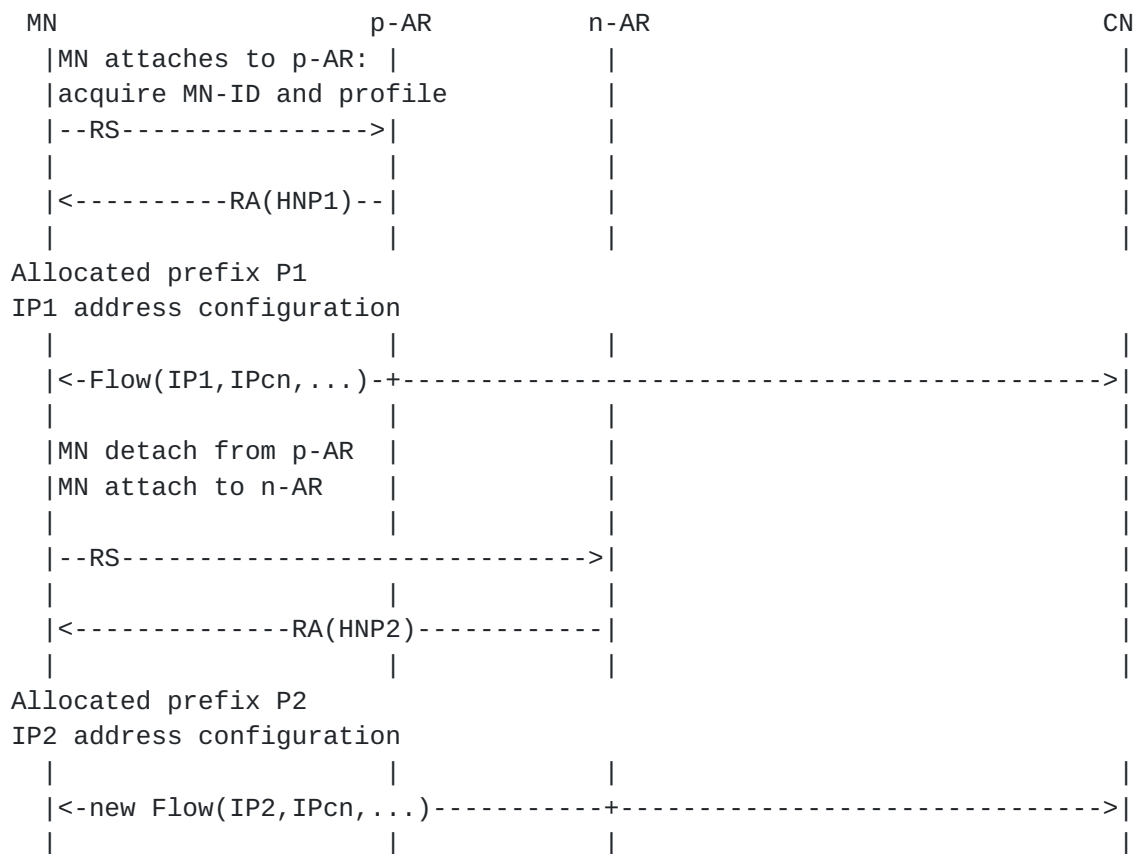 MN                    p-AR          n-AR                             CN
  |MN attaches to p-AR: |             |                                |
  |acquire MN-ID and profile          |                                |
  |--RS---------------->|             |                                |
  |                     |             |                                |
  |<----------RA(HNP1)--|             |                                |
  |                     |             |                                |
Allocated prefix P1
IP1 address configuration
  |                     |             |                                |
  |<-Flow(IP1,IPcn,...)-+--------------------------------------------->|
  |                     |             |                                |
  |MN detach from p-AR  |             |                                |
  |MN attach to n-AR    |             |                                |
  |                     |             |                                |
  |--RS------------------------------>|                                |
  |                     |             |                                |
  |<--------------RA(HNP2)------------|                                |
  |                     |             |                                |
Allocated prefix P2
IP2 address configuration
  |                     |             |                                |
  |<-new Flow(IP2,IPcn,...)-----------+------------------------------->|
  |                     |             |                                |